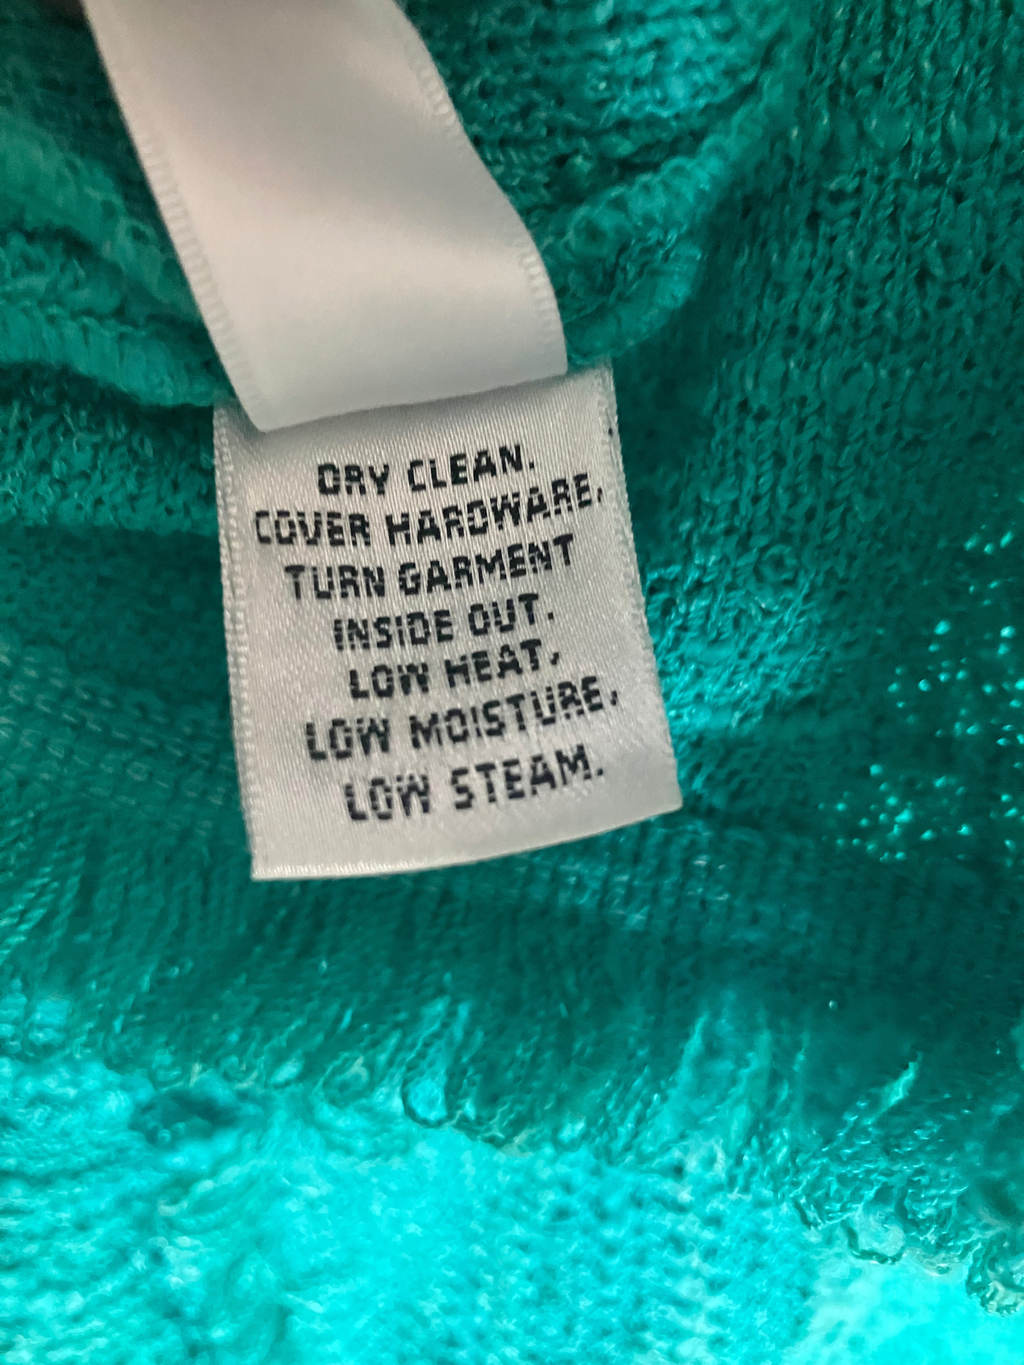 DRY CLEAN.
COVER HARDWARE,
TURN GARMENT
INSIDE OUT.
LOW HEAT,
LOW MOISTURE,
LOW STEAM.